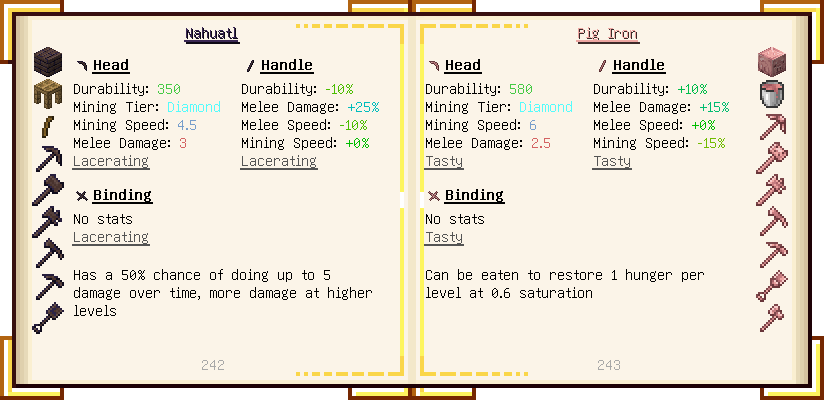 Nahuatl
Head
Durability: 350
Mining Tier: Diamond
Mining Speed: 4.5
Melee Damage: 3
Lacerating
Handle
Durability: -10%
Melee Damage: +25%
Melee Speed: -10%
Mining Speed: +0%
Lacerating
Binding
No stats
Lacerating
Has a 50% chance of doing up to 5
damage over time, more damage at higher
levels
242
Pig Iron
Head
Durability: 580
Mining Tier: Diamond
Mining Speed: 6
Melee Damage: 2.5
Tasty
Handle
Durability: +10%
Melee Damage: +15%
Melee Speed: +0%
Mining Speed: -15%
Tasty
Binding
No stats
Tasty
Can be eaten to restore 1 hunger per
level at 0.6 saturation
243